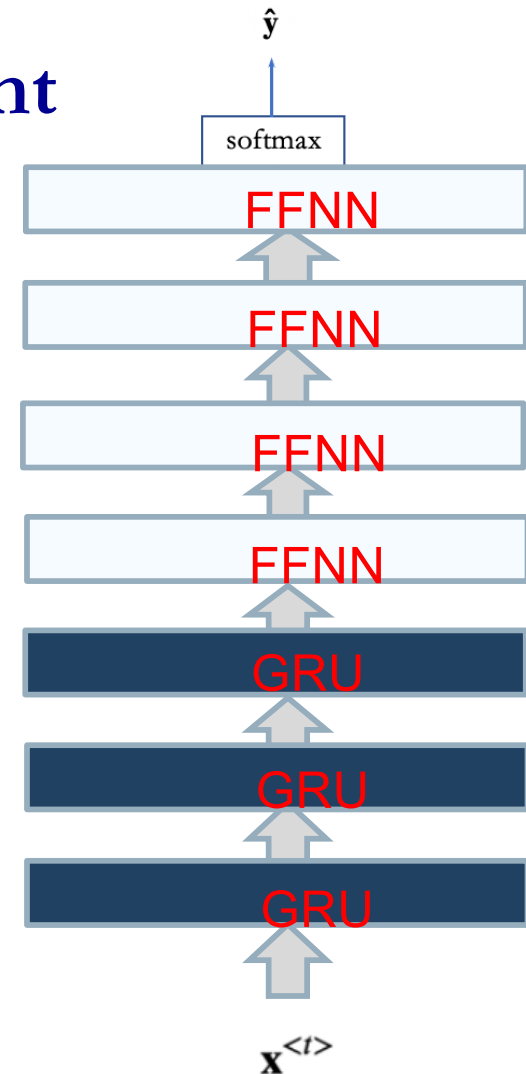 ŷ
nt
softmax
FFNN
FFNN
FFNN
FFNN
GRU
GRU
GRU
x<t>